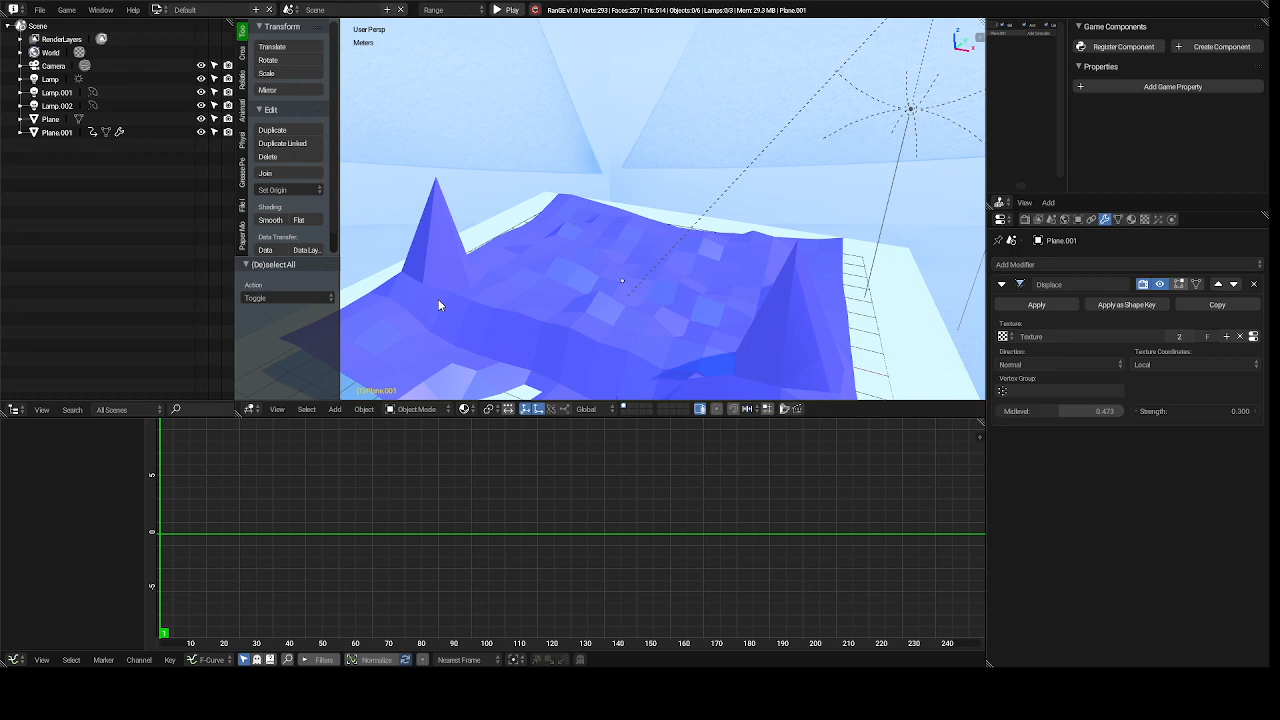 File Game Window Help Default Scene Range Play RanGE v1.0 | Verts:293 | Faces:257 | Tris:514 | Objects:0/6 | Lamps:0/3 | Mem: 29.3 MB | Plane.001
Scene
RenderLayers
World
Camera
Lamp
Lamp.001
Lamp.002
Plane
Plane.001
View Search All Scenes
Transform
Translate
Rotate
Scale
Mirror
Edit
Duplicate
Duplicate Linked
Delete
Join
Set Origin
Shading:
Smooth Flat
Data Transfer:
Data Data Lay...
(De)select All
Action
Toggle
User Persp
Meters
z
x
(1) Plane.001
View Select Add Object Object Mode Global
Game Components
Register Component Create Component
Properties
Add Game Property
View Add
Plane.001
Add Modifier
Displace
Apply Apply as Shape Key Copy
Texture:
Texture 2 F
Direction: Texture Coordinates:
Normal Local
Vertex Group:
Midlevel: 0.473 Strength: 0.300
5
0
-5
1
10 20 30 40 50 60 70 80 90 100 110 120 130 140 150 160 170 180 190 200 210 220 230 240
View Select Marker Channel Key F-Curve Filters Normalize Nearest Frame